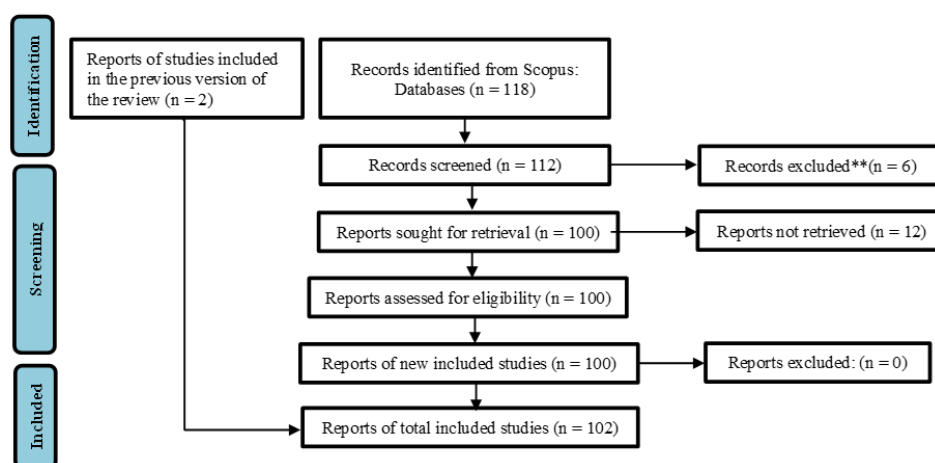 Identification
Reports of studies included
in the previous version of
the review (n = 2)
Records identified from Scopus:
Databases (n = 118)
Screening
Records screened (n = 112)
Records excluded**(n = 6)
Reports sought for retrieval (n = 100)
Reports not retrieved (n = 12)
Reports assessed for eligibility (n = 100)
Reports of new included studies (n = 100)
Reports excluded: (n = 0)
Included
Reports of total included studies (n = 102)